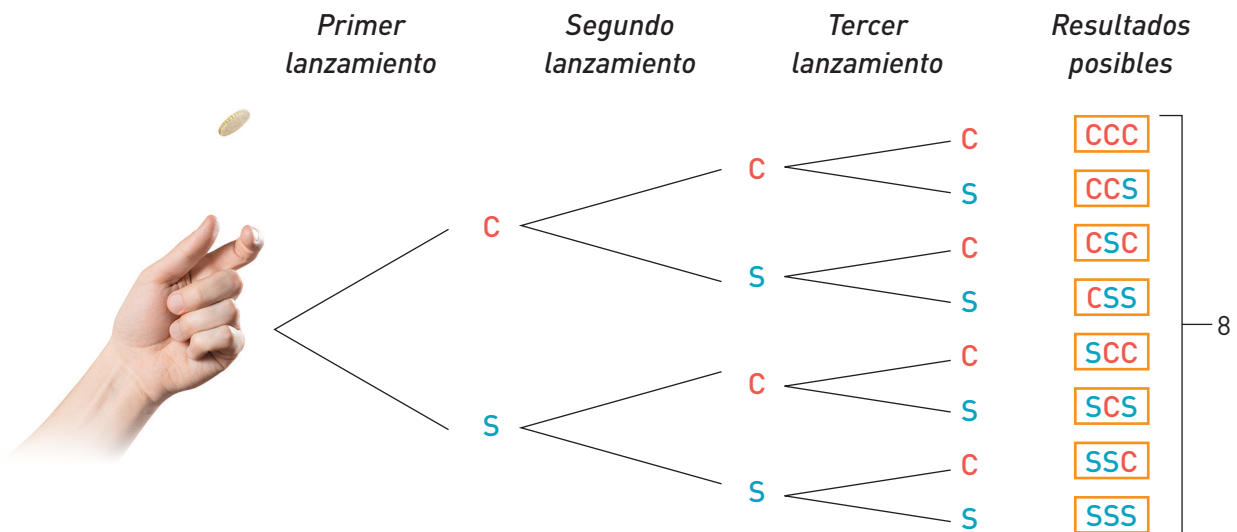 Primer lanzamiento
Segundo lanzamiento
Tercer lanzamiento
Resultados posibles
C
S
C
S
C
S
C
S
C
S
C
S
C
S
CCC
CCS
CSC
CSS
SCC
SCS
SSC
SSS
8